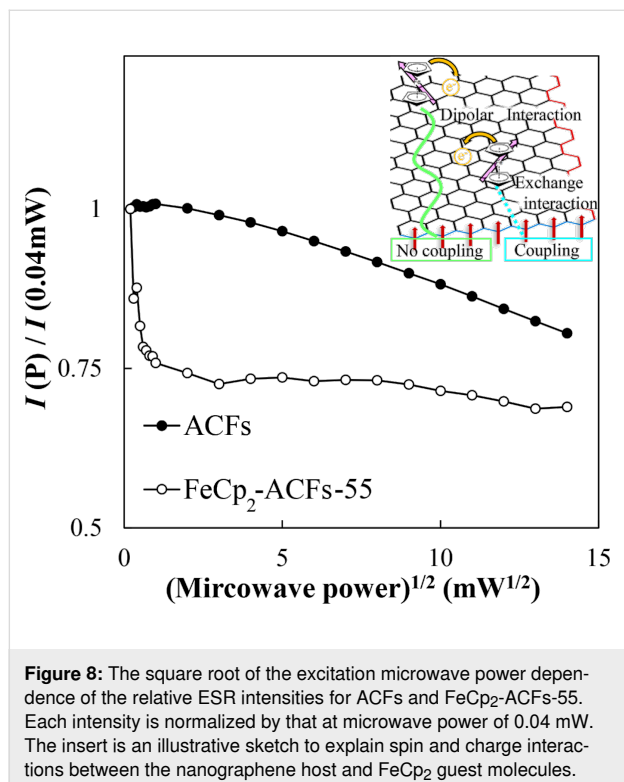 Dipolar Interaction
Exchange
interaction
No coupling
Coupling
e⁻
e⁻
1
0.75
0.5
I(P) / I (0.04mW)
ACFs
FeCp₂-ACFs-55
0 5 10 15
(Mircowave power)¹ᐟ² (mW¹ᐟ²)
Figure 8: The square root of the excitation microwave power depen-
dence of the relative ESR intensities for ACFs and FeCp₂-ACFs-55.
Each intensity is normalized by that at microwave power of 0.04 mW.
The insert is an illustrative sketch to explain spin and charge interac-
tions between the nanographene host and FeCp₂ guest molecules.